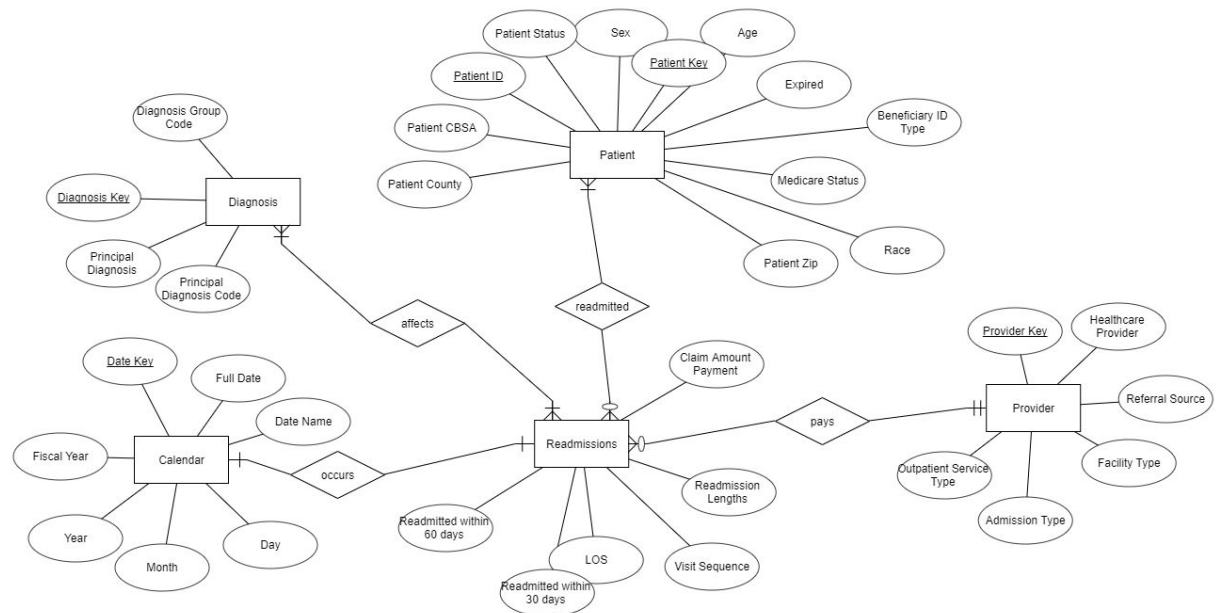 Sex
Age
Patient Status
Patient Key
Patient ID
Expired
Diagnosis Group
Code
Beneficiary ID
Type
Patient CBSA
Patient
Medicare Status
Patient County
Diagnosis Key
Diagnosis
Race
Principal
Diagnosis
Patient Zip
Principal
Diagnosis Code
readmitted
affects
Healthcare
Provider
Provider Key
Date Key
Claim Amount
Payment
Full Date
Referral Source
Provider
pays
Date Name
Readmissions
Fiscal Year
Calendar
occurs
Outpatient Service
Type
Facility Type
Readmission
Lengths
Admission Type
Readmitted within
60 days
Year
Day
Month
LOS
Visit Sequence
Readmitted within
30 days